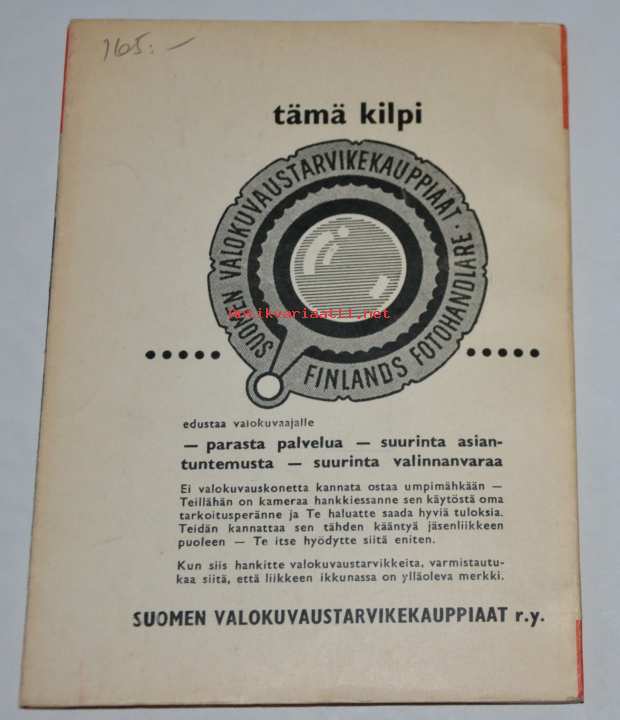 165:-
tämä kilpi
SUOMEN VALOKUVAUSTARVIKEKAUPPIAAT · FINLANDS FOTOHANDLARE ·
antikvariaatti.net
edustaa valokuvaajalle
— parasta palvelua — suurinta asian-
tuntemusta — suurinta valinnanvaraa
Ei valokuvauskonetta kannata ostaa umpimähkään —
Teillähän on kameraa hankkiessanne sen käytöstä oma
tarkoitusperänne ja Te haluatte saada hyviä tuloksia.
Teidän kannattaa sen tähden kääntyä jäsenliikkeen
puoleen — Te itse hyödytte siitä eniten.
Kun siis hankitte valokuvaustarvikkeita, varmistautu-
kaa siitä, että liikkeen ikkunassa on ylläoleva merkki.
SUOMEN VALOKUVAUSTARVIKEKAUPPIAAT r.y.